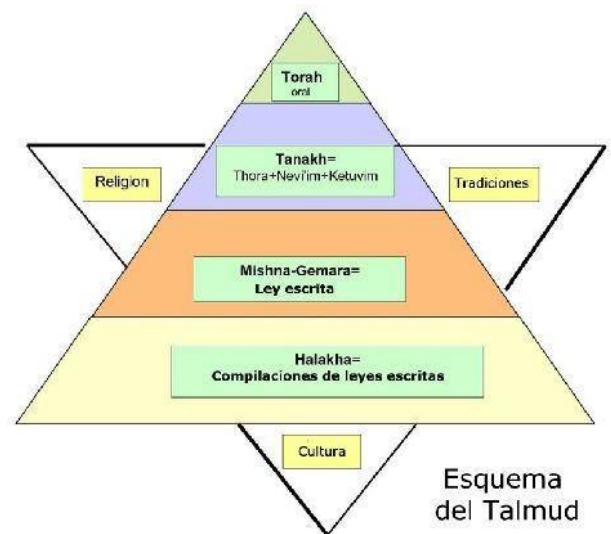 Torah
oral
Tanakh=
Thora+Nevi'im+Ketuvim
Religion
Tradiciones
Mishna-Gemara=
Ley escrita
Halakha=
Compilaciones de leyes escritas
Cultura
Esquema
del Talmud